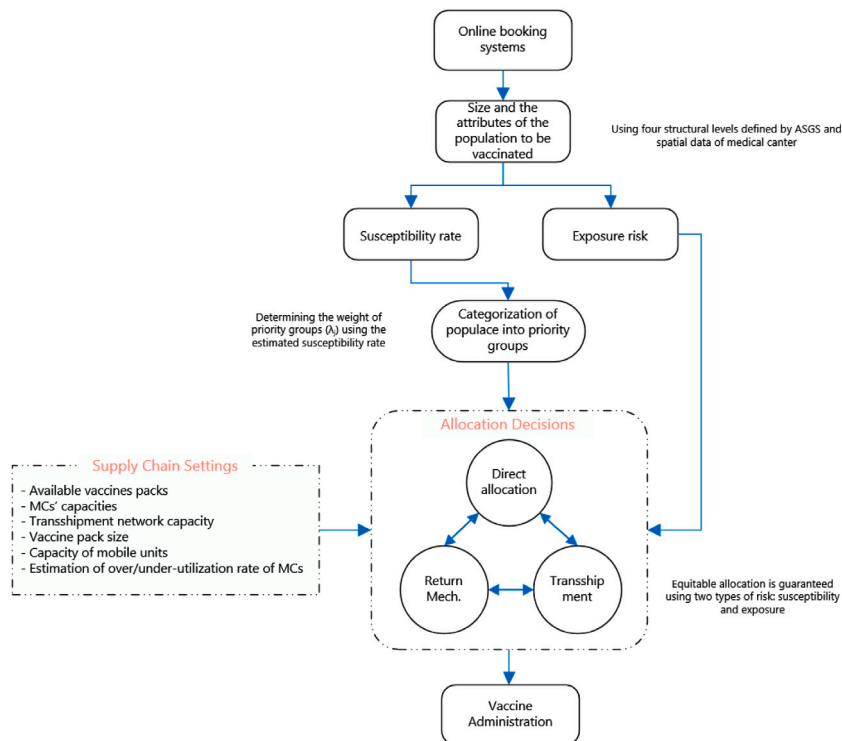 Online booking
systems
Size and the
attributes of the
population to be
vaccinated
Using four structural levels defined by ASGS and
spatial data of medical canter
Susceptibility rate
Exposure risk
Determining the weight of
priority groups (λj) using the
estimated susceptibility rate
Categorization of
populace into priority
groups
Allocation Decisions
Supply Chain Settings
- Available vaccines packs
- MCs' capacities
- Transshipment network capacity
- Vaccine pack size
- Capacity of mobile units
- Estimation of over/under-utilization rate of MCs
Direct
allocation
Return
Mech.
Transship
ment
Equitable allocation is guaranteed
using two types of risk: susceptibility
and exposure
Vaccine
Administration